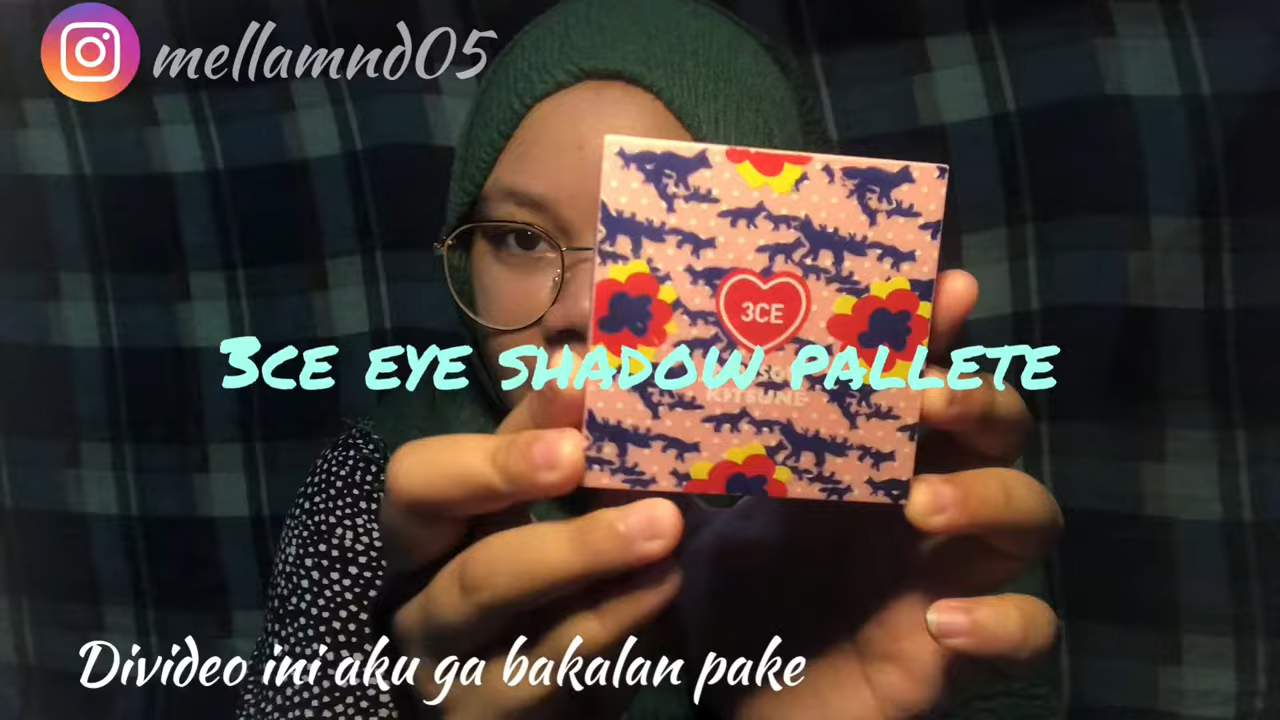 mellamnd05
3CE
3CE EYE SHADOW PALLETE
KITSUNE
Divideo ini aku ga bakalan pake